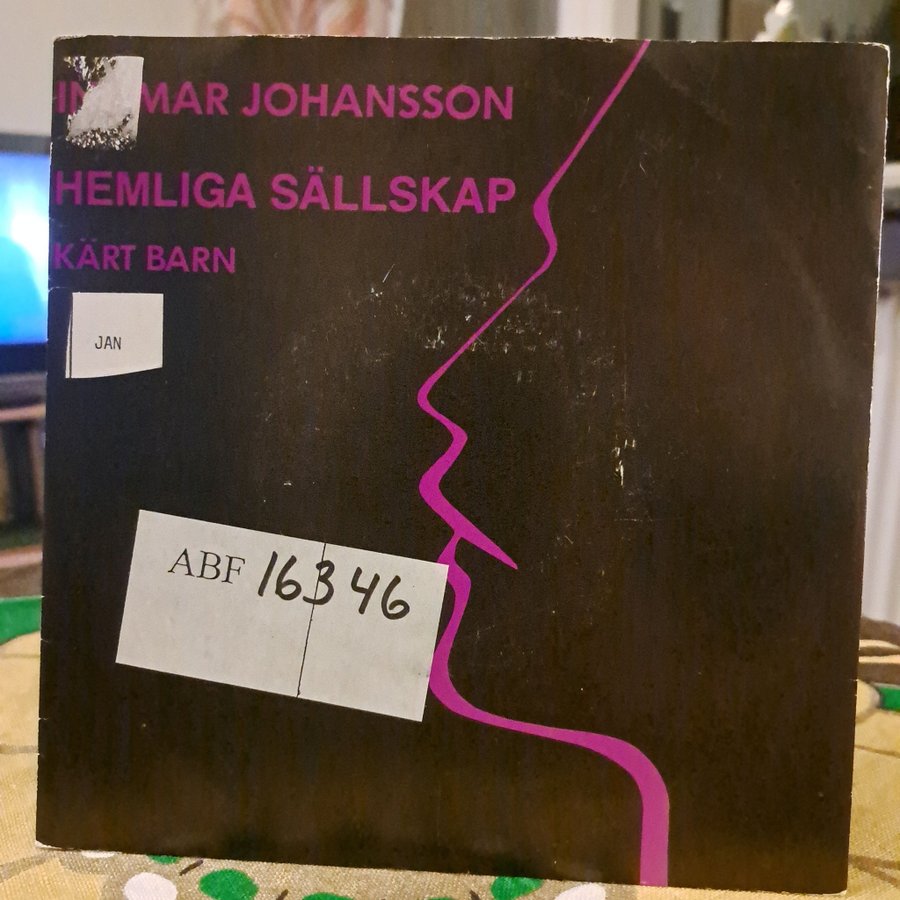 JOHANSSON
HEMLIGA SÄLLSKAP
KÄRT BARN
JAN
ABF 16346